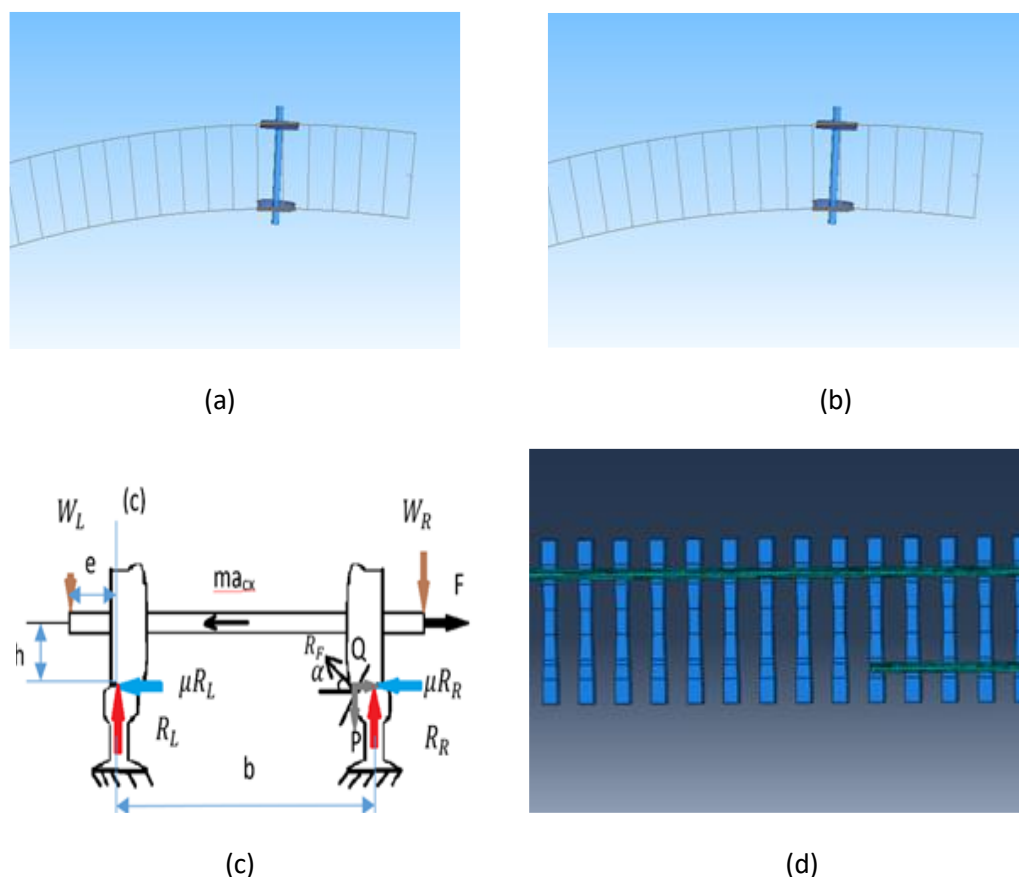 (a)
(b)
(c)
W_L
W_R
e
ma_cx
F
h
R_F
Q
α
μR_L
μR_R
P
R_L
R_R
b
(c)
(d)